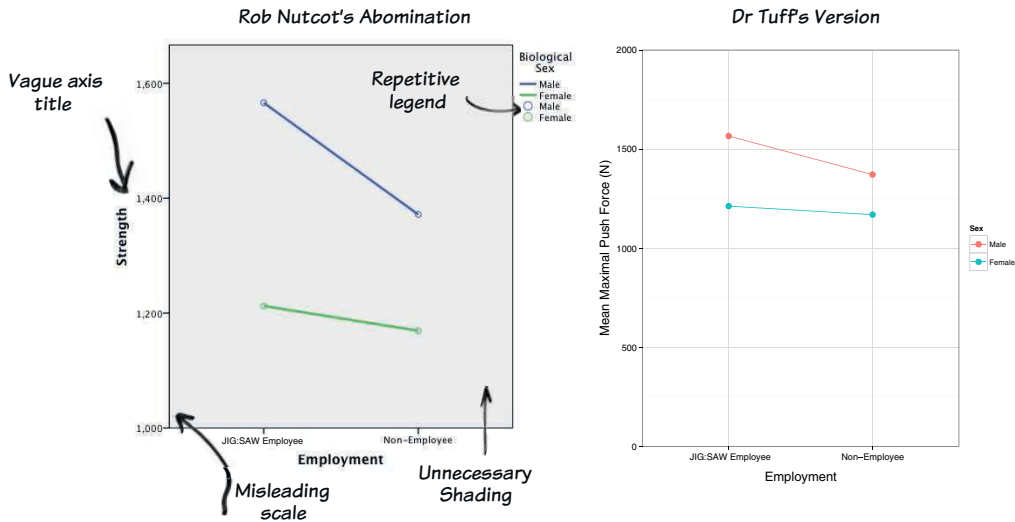 Rob Nutcot's Abomination
Vague axis
title
Repetitive
legend
Biological
Sex
Male
Female
Male
Female
1,600
1,400
1,200
1,000
Strength
JIG:SAW Employee
Non-Employee
Employment
Misleading
scale
Unnecessary
Shading
Dr Tuff's Version
2000
1500
1000
500
0
Mean Maximal Push Force (N)
JIG:SAW Employee
Non-Employee
Employment
Sex
Male
Female